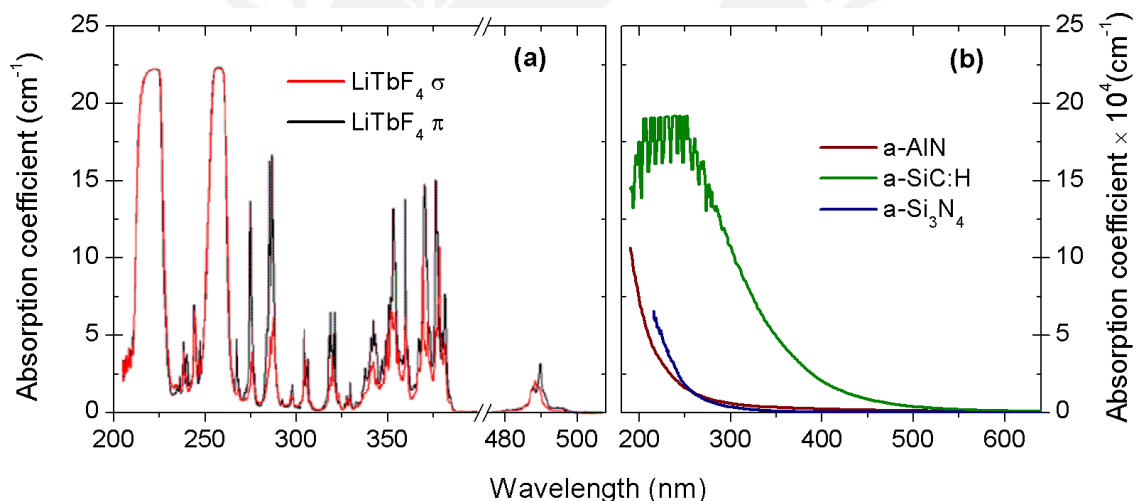 (a)
LiTbF4 σ
LiTbF4 π
Absorption coefficient (cm-1)
25
20
15
10
5
0
200 250 300 350 480 500
(b)
a-AlN
a-SiC:H
a-Si3N4
25
20
15
10
5
0
Absorption coefficient × 10^4(cm-1)
200 300 400 500 600
Wavelength (nm)